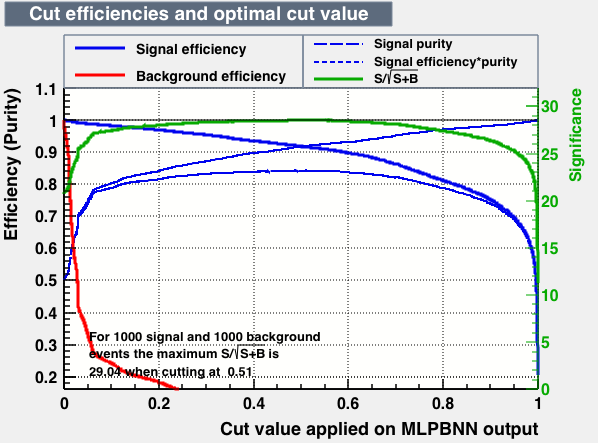 Cut efficiencies and optimal cut value
Signal efficiency
Background efficiency
Signal purity
Signal efficiency*purity
S/√S+B
Efficiency (Purity)
1.1
1
0.9
0.8
0.7
0.6
0.5
0.4
0.3
0.2
Significance
30
25
20
15
10
5
0
For 1000 signal and 1000 background
events the maximum S/√S+B is
29.04 when cutting at 0.51
0 0.2 0.4 0.6 0.8 1
Cut value applied on MLPBNN output